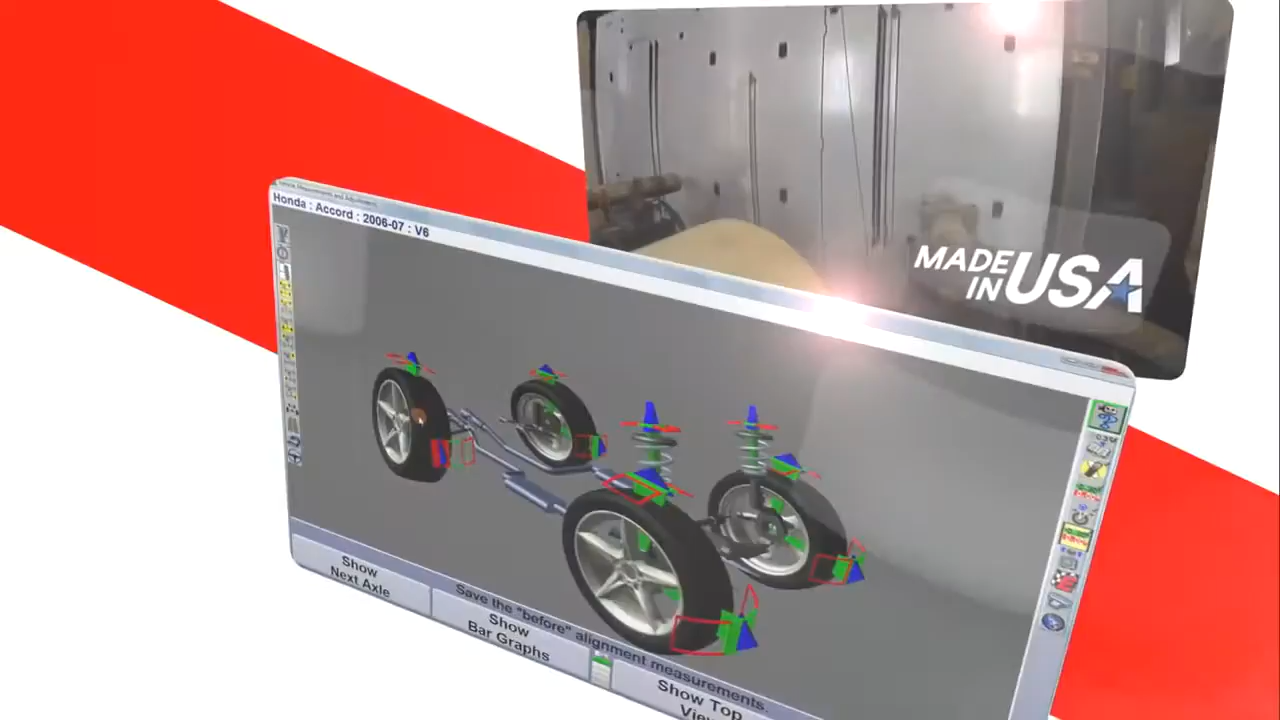 Honda : Accord : 2006-07 : V6
MADE
IN USA
Show
Next Axle
Save the "before" alignment measurements.
Show
Bar Graphs
Show Top
View